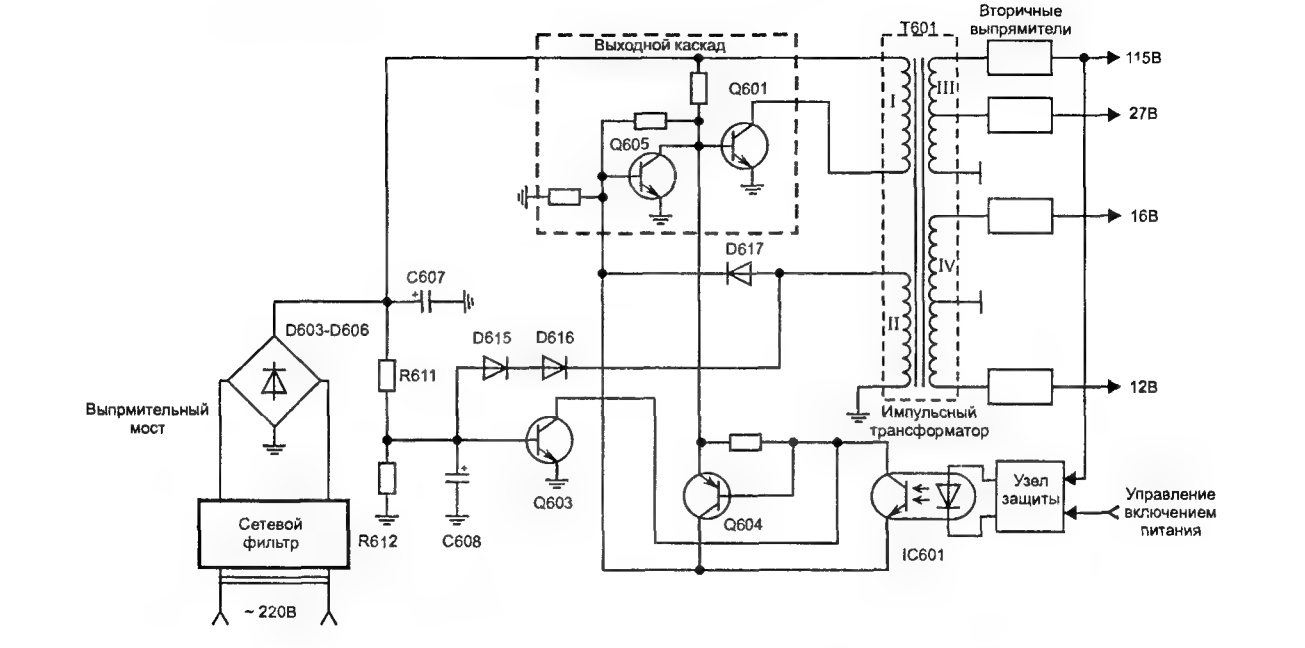 Вторичные
выпрямители
T601
Выходной каскад
115В
Q601
I
III
27В
Q605
16В
D617
IV
C607
+
D603-D606
II
D615
D616
R611
12В
Выпрмительный
мост
Импульсный
трансформатор
+
Узел
защиты
Управление
включением
питания
Q603
Q604
Сетевой
фильтр
R612
C608
IC601
~ 220В